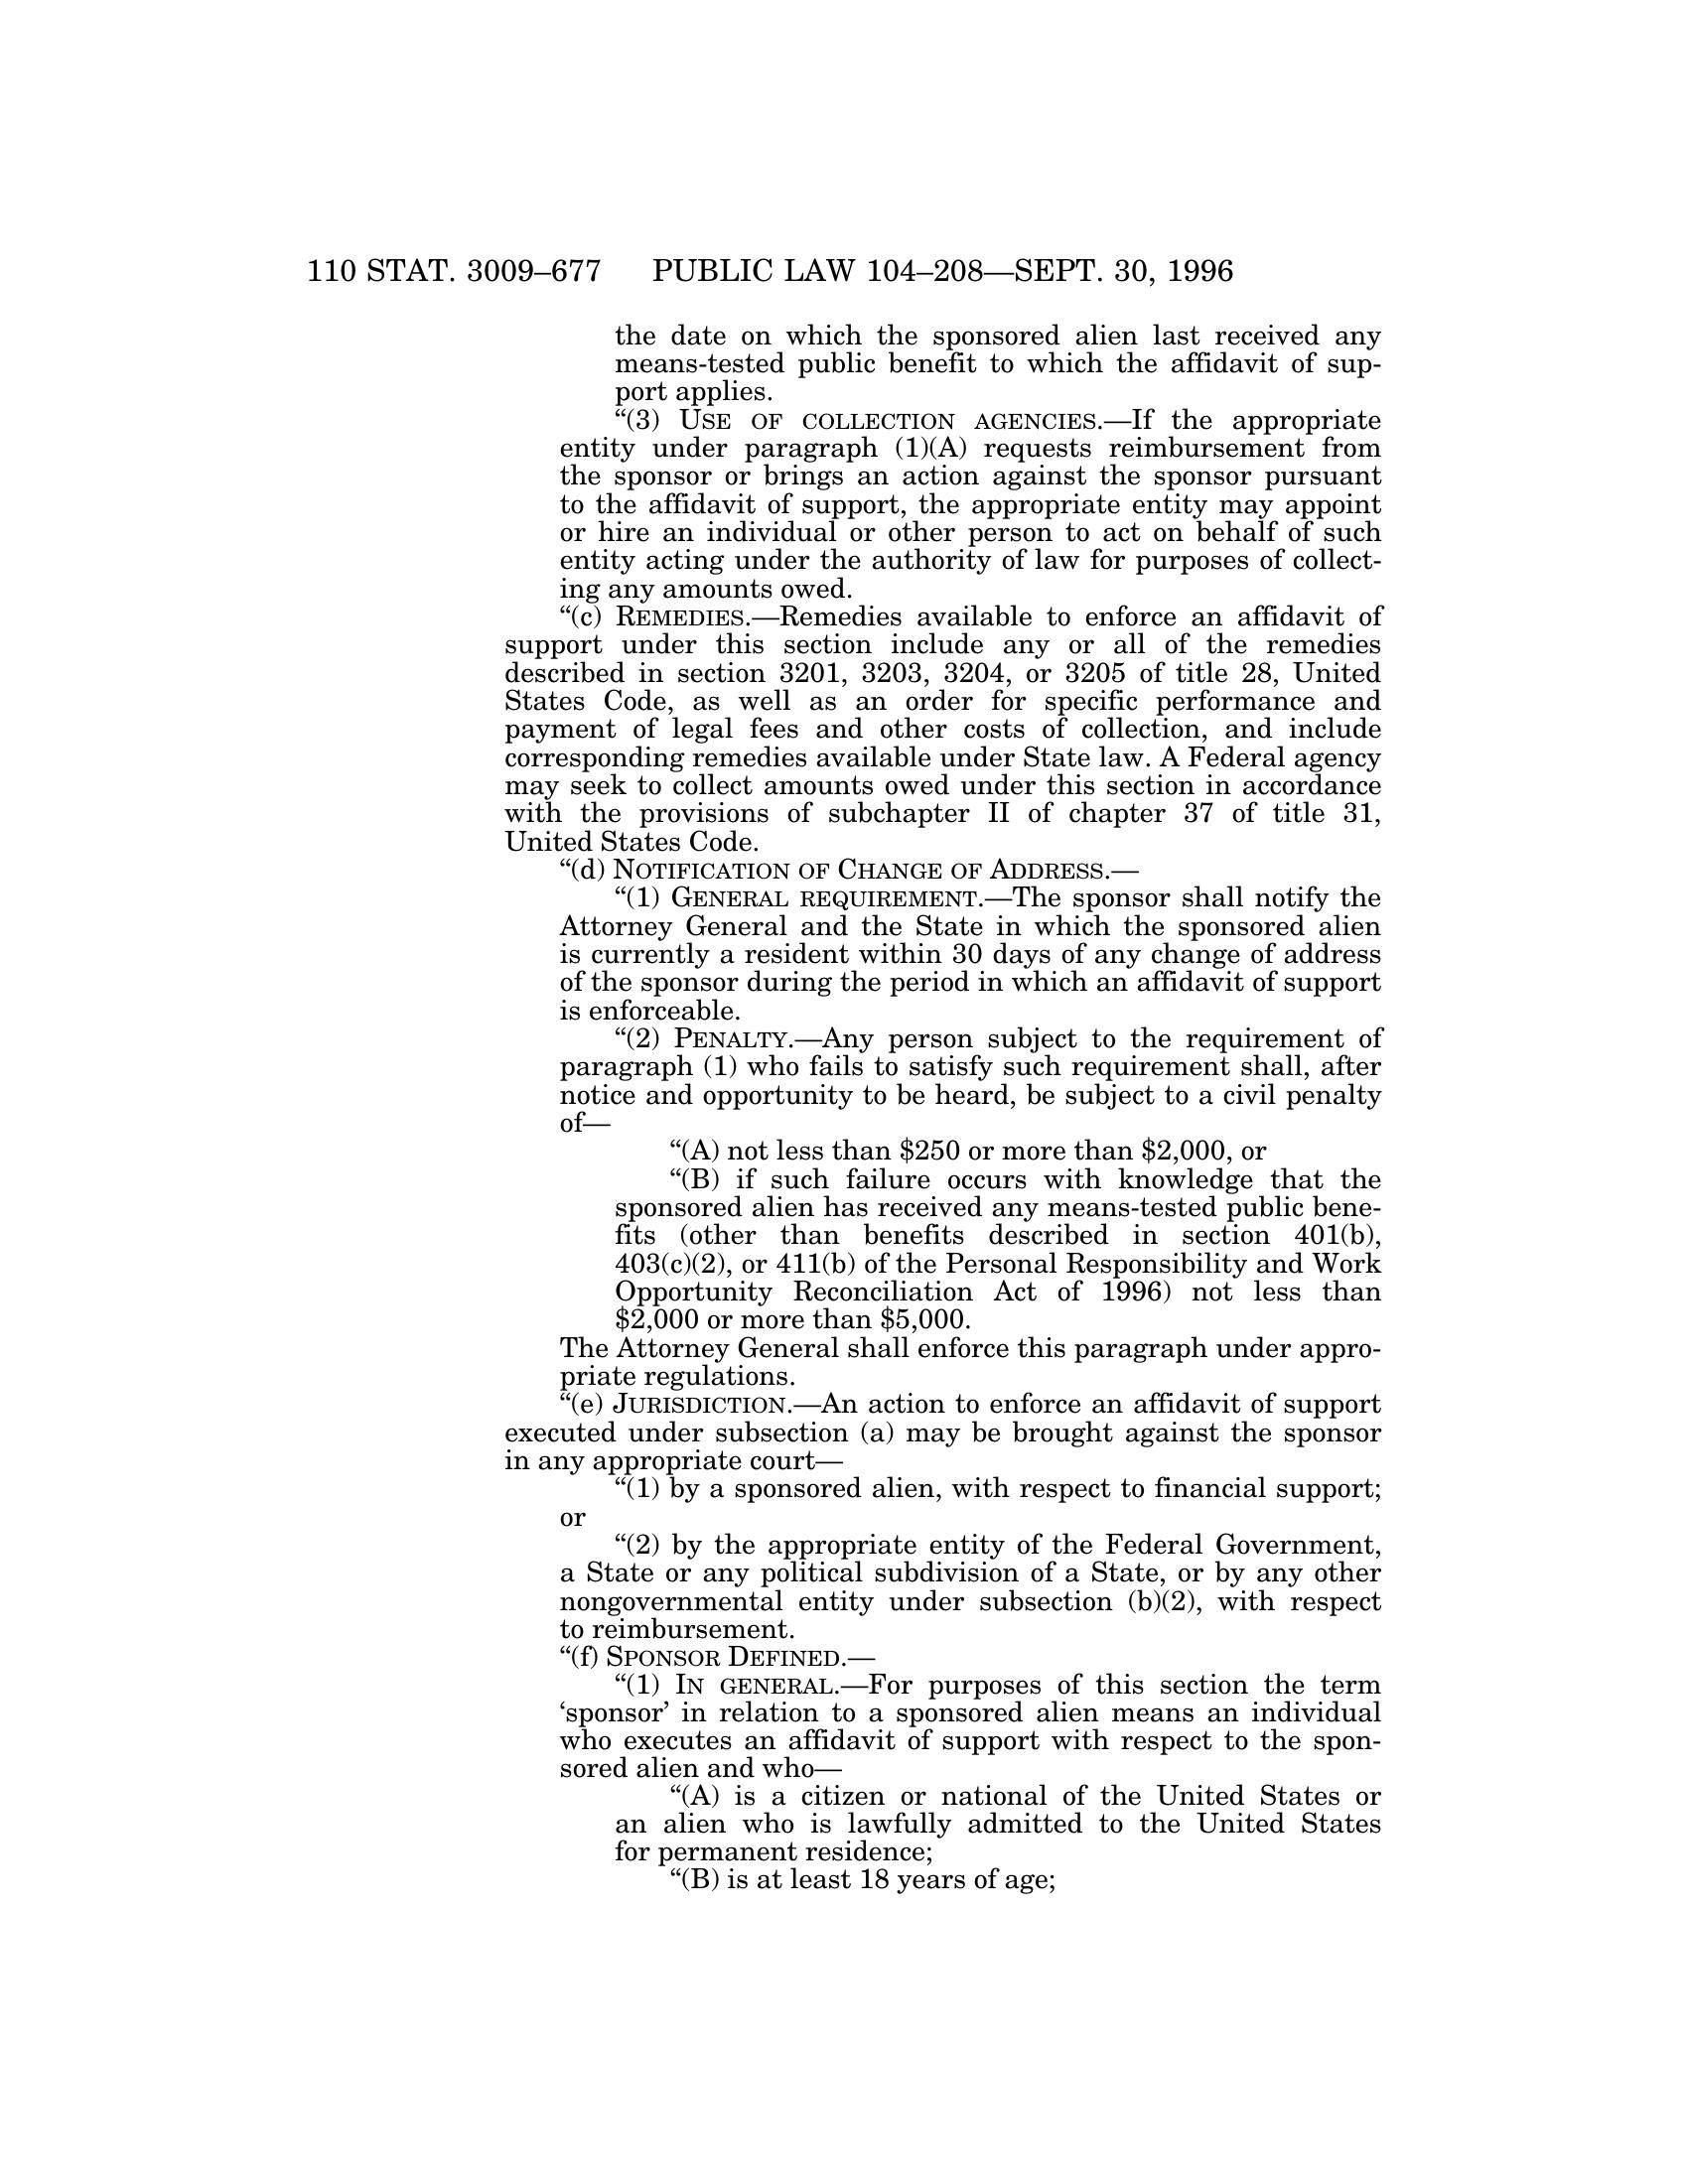 110 STAT. 3009–677 PUBLIC LAW 104–208—SEPT. 30, 1996
the date on which the sponsored alien last received any
means-tested public benefit to which the affidavit of sup-
port applies.
“(3) USE OF COLLECTION AGENCIES.—If the appropriate
entity under paragraph (1)(A) requests reimbursement from
the sponsor or brings an action against the sponsor pursuant
to the affidavit of support, the appropriate entity may appoint
or hire an individual or other person to act on behalf of such
entity acting under the authority of law for purposes of collect-
ing any amounts owed.
“(c) REMEDIES.—Remedies available to enforce an affidavit of
support under this section include any or all of the remedies
described in section 3201, 3203, 3204, or 3205 of title 28, United
States Code, as well as an order for specific performance and
payment of legal fees and other costs of collection, and include
corresponding remedies available under State law. A Federal agency
may seek to collect amounts owed under this section in accordance
with the provisions of subchapter II of chapter 37 of title 31,
United States Code.
“(d) NOTIFICATION OF CHANGE OF ADDRESS.—
“(1) GENERAL REQUIREMENT.—The sponsor shall notify the
Attorney General and the State in which the sponsored alien
is currently a resident within 30 days of any change of address
of the sponsor during the period in which an affidavit of support
is enforceable.
“(2) PENALTY.—Any person subject to the requirement of
paragraph (1) who fails to satisfy such requirement shall, after
notice and opportunity to be heard, be subject to a civil penalty
of—
“(A) not less than $250 or more than $2,000, or
“(B) if such failure occurs with knowledge that the
sponsored alien has received any means-tested public bene-
fits (other than benefits described in section 401(b),
403(c)(2), or 411(b) of the Personal Responsibility and Work
Opportunity Reconciliation Act of 1996) not less than
$2,000 or more than $5,000.
The Attorney General shall enforce this paragraph under appro-
priate regulations.
“(e) JURISDICTION.—An action to enforce an affidavit of support
executed under subsection (a) may be brought against the sponsor
in any appropriate court—
“(1) by a sponsored alien, with respect to financial support;
or
“(2) by the appropriate entity of the Federal Government,
a State or any political subdivision of a State, or by any other
nongovernmental entity under subsection (b)(2), with respect
to reimbursement.
“(f) SPONSOR DEFINED.—
“(1) IN GENERAL.—For purposes of this section the term
‘sponsor’ in relation to a sponsored alien means an individual
who executes an affidavit of support with respect to the spon-
sored alien and who—
“(A) is a citizen or national of the United States or
an alien who is lawfully admitted to the United States
for permanent residence;
“(B) is at least 18 years of age;